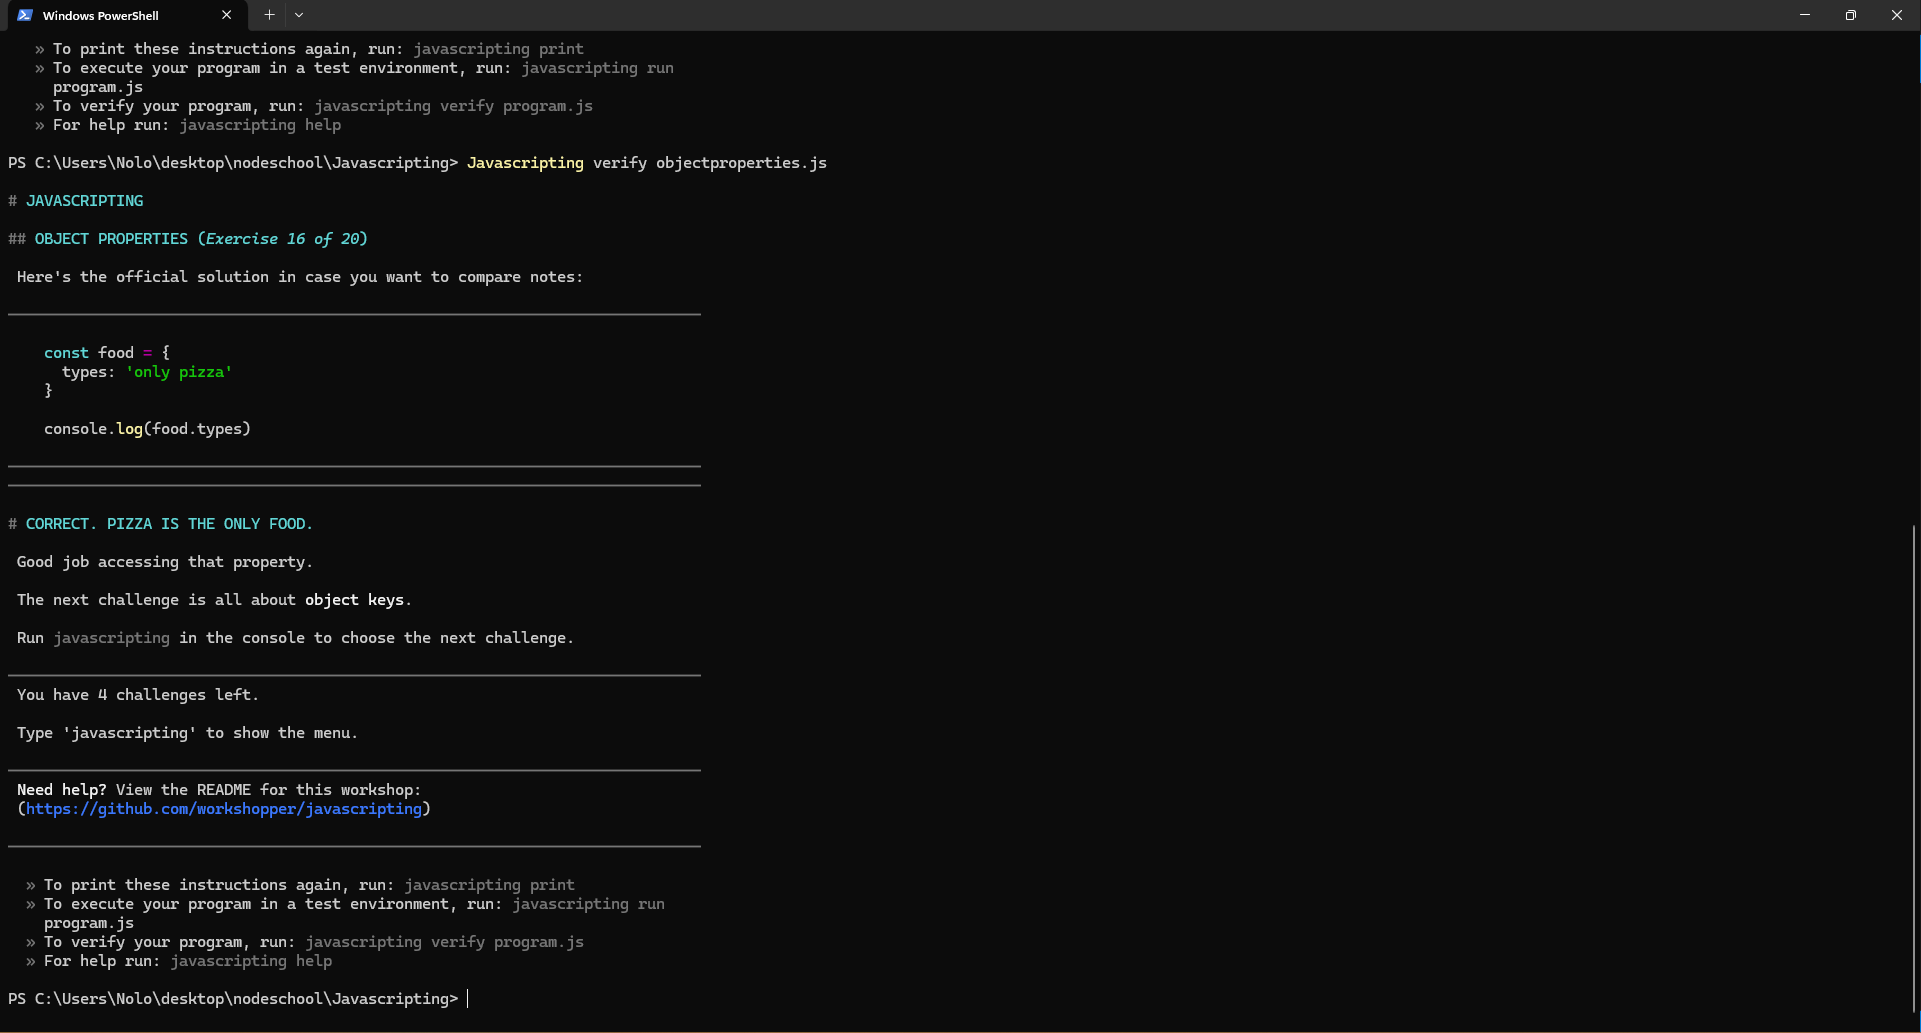 Windows PowerShell
» To print these instructions again, run: javascripting print
» To execute your program in a test environment, run: javascripting run
program.js
» To verify your program, run: javascripting verify program.js
» For help run: javascripting help
PS C:\Users\Nolo\desktop\nodeschool\Javascripting> Javascripting verify objectproperties.js
# JAVASCRIPTING
## OBJECT PROPERTIES (Exercise 16 of 20)
Here's the official solution in case you want to compare notes:
const food = {
types: 'only pizza'
}
console.log(food.types)
# CORRECT. PIZZA IS THE ONLY FOOD.
Good job accessing that property.
The next challenge is all about object keys.
Run javascripting in the console to choose the next challenge.
You have 4 challenges left.
Type 'javascripting' to show the menu.
Need help? View the README for this workshop:
(https://github.com/workshopper/javascripting)
» To print these instructions again, run: javascripting print
» To execute your program in a test environment, run: javascripting run
program.js
» To verify your program, run: javascripting verify program.js
» For help run: javascripting help
PS C:\Users\Nolo\desktop\nodeschool\Javascripting>